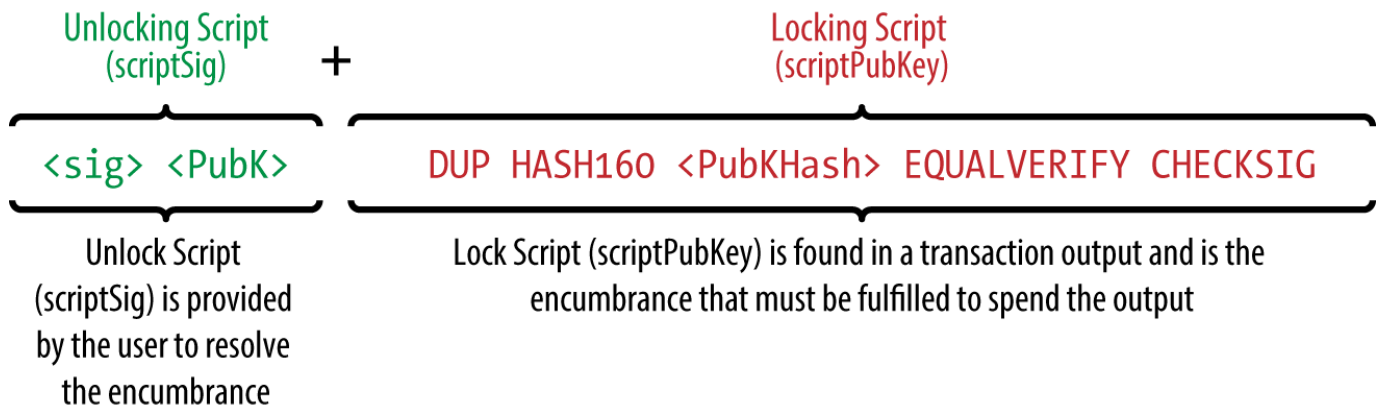 Unlocking Script
(scriptSig)
+
Locking Script
(scriptPubKey)
<sig> <PubK>
DUP HASH160 <PubKHash> EQUALVERIFY CHECKSIG
Unlock Script
(scriptSig) is provided
by the user to resolve
the encumbrance
Lock Script (scriptPubKey) is found in a transaction output and is the
encumbrance that must be fulfilled to spend the output